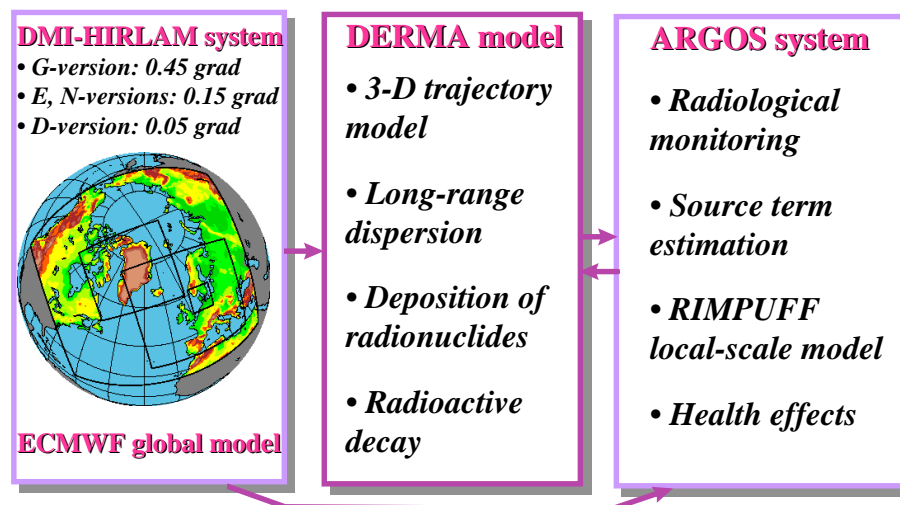 DMI-HIRLAM system
• G-version: 0.45 grad
• E, N-versions: 0.15 grad
• D-version: 0.05 grad
ECMWF global model
DERMA model
• 3-D trajectory
model
• Long-range
dispersion
• Deposition of
radionuclides
• Radioactive
decay
ARGOS system
• Radiological
monitoring
• Source term
estimation
• RIMPUFF
local-scale model
• Health effects